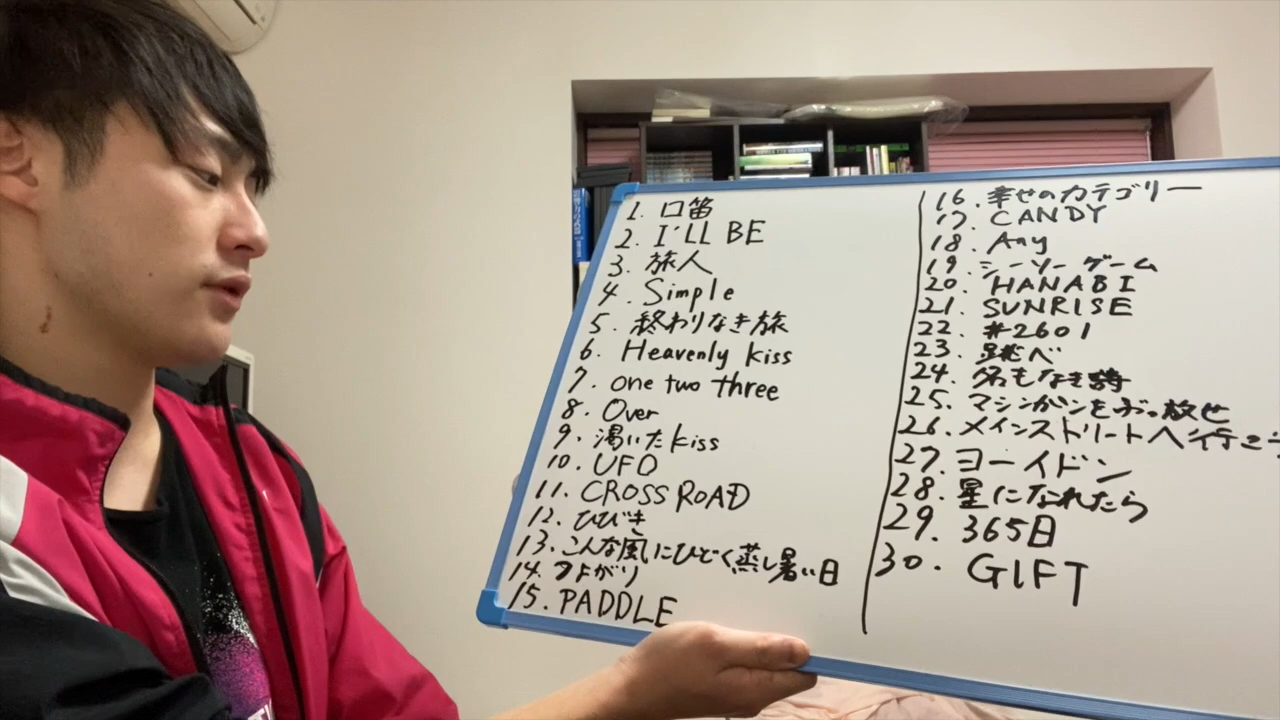 1. 口笛
2. I'LL BE
3. 旅人
4. Simple
5. 終わりなき旅
6. Heavenly kiss
7. one two three
8. Over
9. 渇いたkiss
10. UFO
11. CROSS ROAD
12. ひびき
13. こんな風にひどく蒸し暑い日
14. つよがり
15. PADDLE
16. 幸せのカテゴリー
17. CANDY
18. Any
19. シーソーゲーム
20. HANABI
21. SUNRISE
22. #2601
23. 跳べ
24. 名もなき詩
25. マシンガンをぶっ放せ
26. メインストリートへ行こう
27. ヨーイドン
28. 星になれたら
29. 365日
30. GIFT